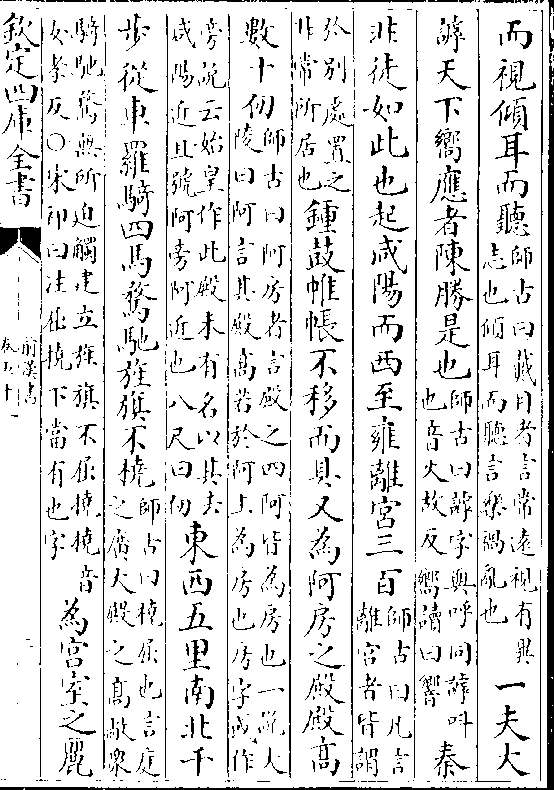 而視傾耳而聽師古曰戴目者言常遠視有異志也傾耳而聽言樂禍亂也一夫大
謼天下嚮應者陳勝是也師古曰謼字與呼同謼叫也音火故反嚮讀曰響秦
非徒如此也起咸陽而西至雍離宮三百師古曰凡言離宮者皆謂
於別處置之非常所居也鍾鼓帷帳不移而具又為阿房之殿殿高
數十仞師古曰阿房者言殿之四阿皆為房也一說大陵曰阿言其殿高若於阿上為房也房字或作
旁說云始皇作此殿未有名以其去咸陽近且號阿旁阿近也八尺曰仞東西五里南北千
步從車羅騎四馬騖馳旌旗不橈師古曰橈屈也言庭之廣大殿之高敞衆
騎馳騖無所迫觸建立旌旗不屈橈橈音女孝反○宋祁曰注屈橈下當有也字為宮室之麗
欽定四庫全書
前漢書
卷五十